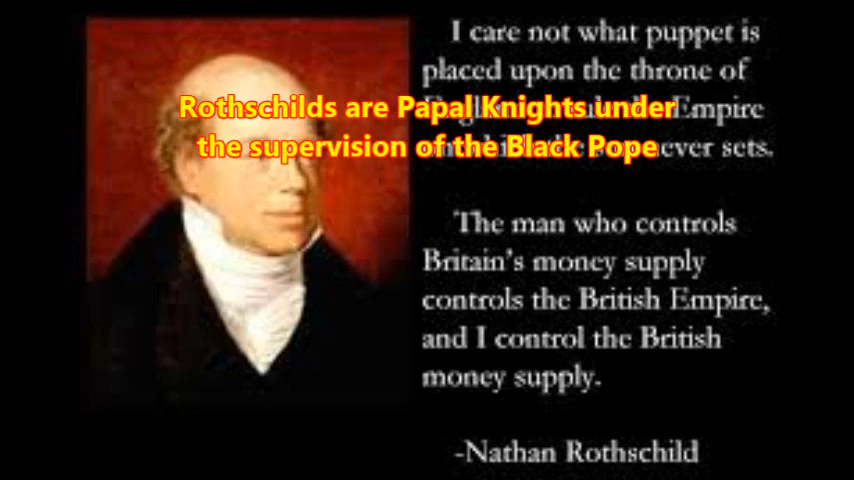 Rothschilds are Papal Knights under
the supervision of the Black Pope
I care not what puppet is
placed upon the throne of
Empire
ever sets.
The man who controls
Britain's money supply
controls the British Empire,
and I control the British
money supply.
-Nathan Rothschild